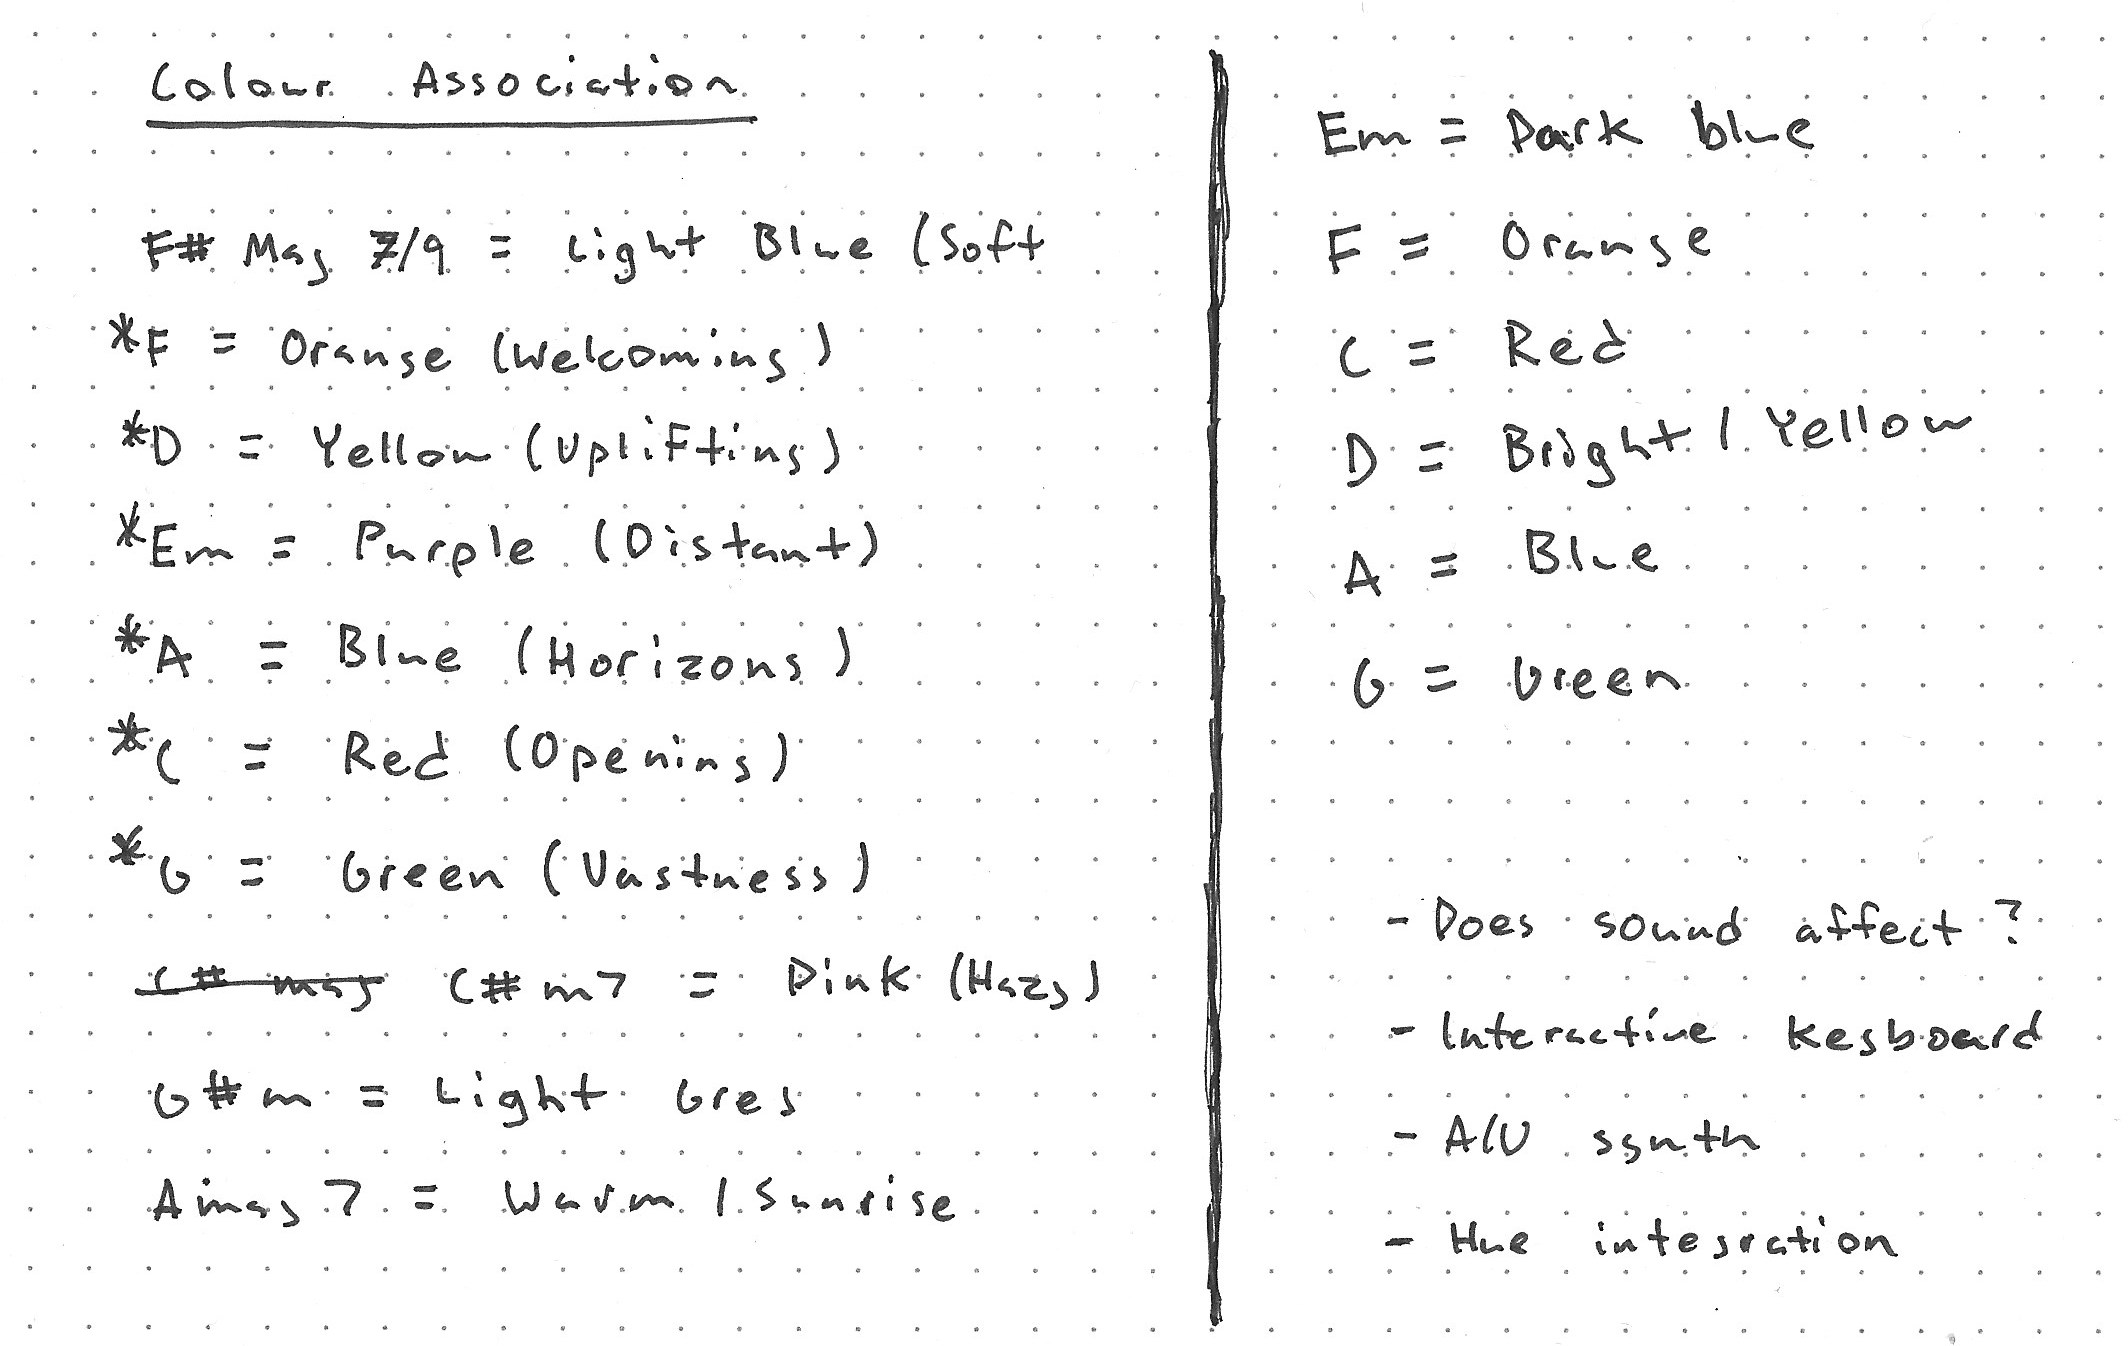 Colour Association
F# Maj 7/9 = Light Blue (Soft
*F = Orange (Welcoming)
*D = Yellow (Uplifting)
*Em = Purple (Distant)
*A = Blue (Horizons)
*C = Red (Opening)
*G = Green (Vastness)
C# maj C#m7 = Pink (Hazy)
G#m = Light Grey
Amaj7 = Warm / Sunrise
Em = Dark blue
F = Orange
C = Red
D = Bright / Yellow
A = Blue
G = Green
- Does sound affect?
- Interactive keyboard
- A/V synth
- Hue integration